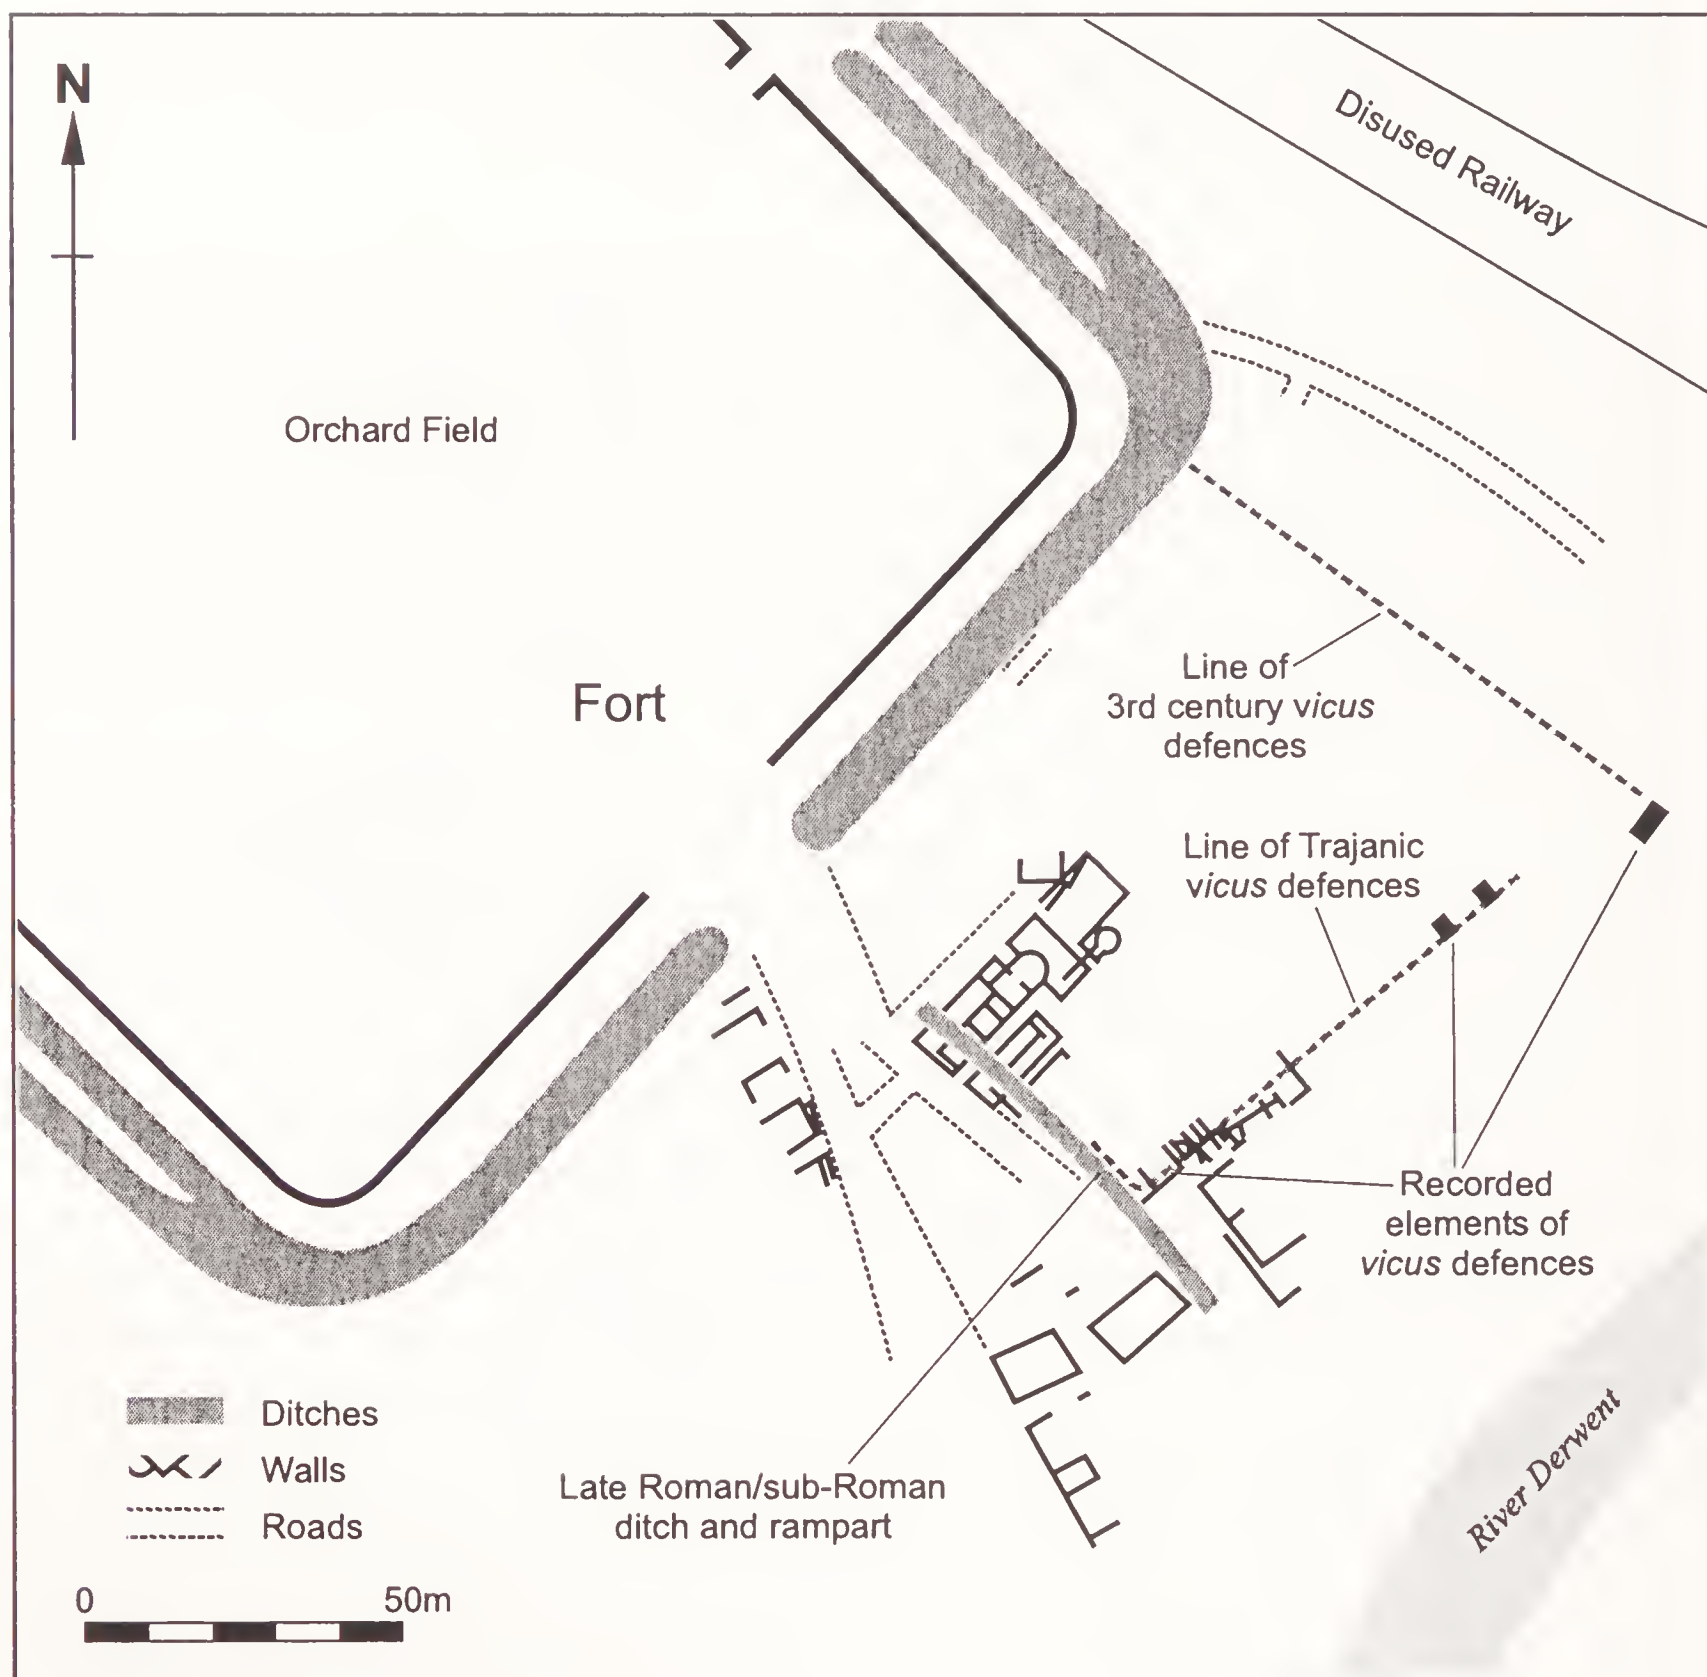 N
Disused Railway
Orchard Field
Fort
Line of
3rd century vicus
defences
Line of Trajanic
vicus defences
Recorded
elements of
vicus defences
River Derwent
Ditches
Walls
Roads
Late Roman/sub-Roman
ditch and rampart
0 50m